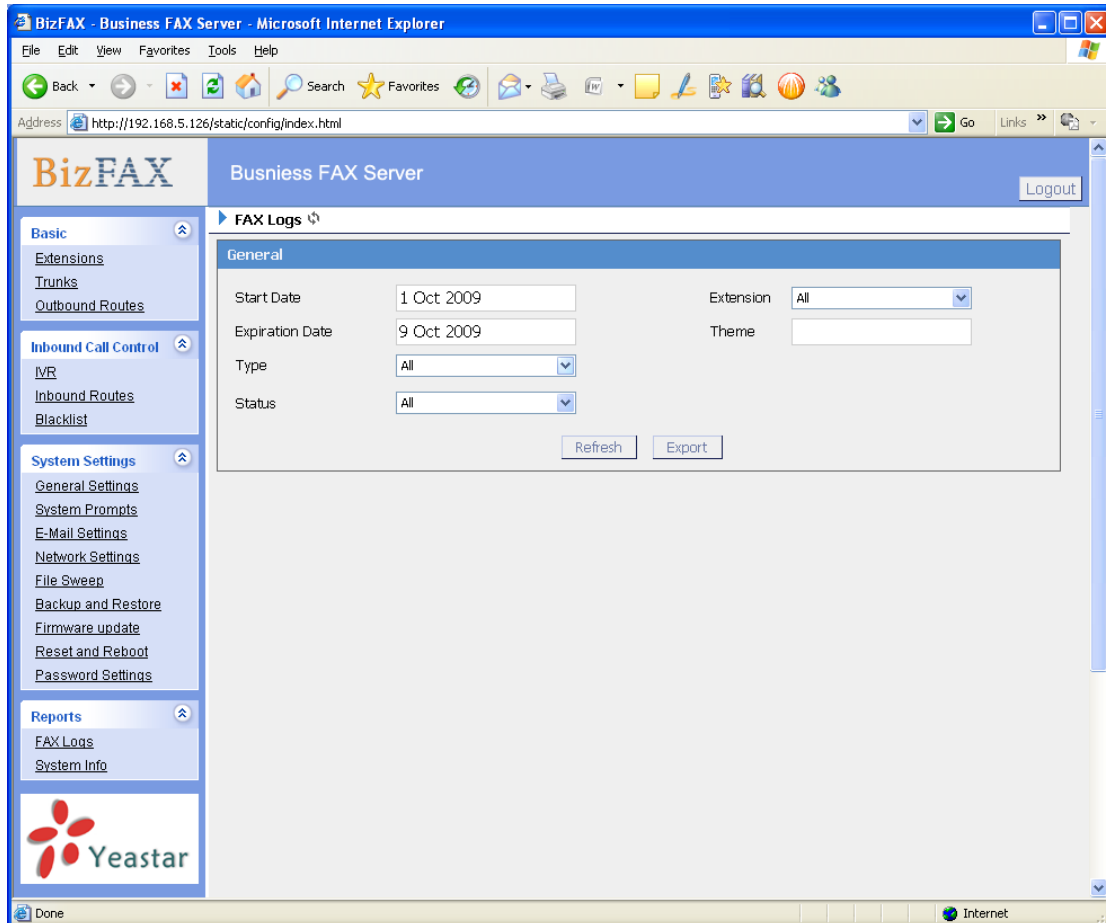 BizFAX - Business FAX Server - Microsoft Internet Explorer
File Edit View Favorites Tools Help
Back Search Favorites
Address http://192.168.5.126/static/config/index.html Go Links »
BizFAX
Busniess FAX Server
Logout
Basic
Extensions
Trunks
Outbound Routes
Inbound Call Control
IVR
Inbound Routes
Blacklist
System Settings
General Settings
System Prompts
E-Mail Settings
Network Settings
File Sweep
Backup and Restore
Firmware update
Reset and Reboot
Password Settings
Reports
FAX Logs
System Info
Yeastar
FAX Logs
General
Start Date 1 Oct 2009 Extension All
Expiration Date 9 Oct 2009 Theme
Type All
Status All
Refresh Export
Done Internet